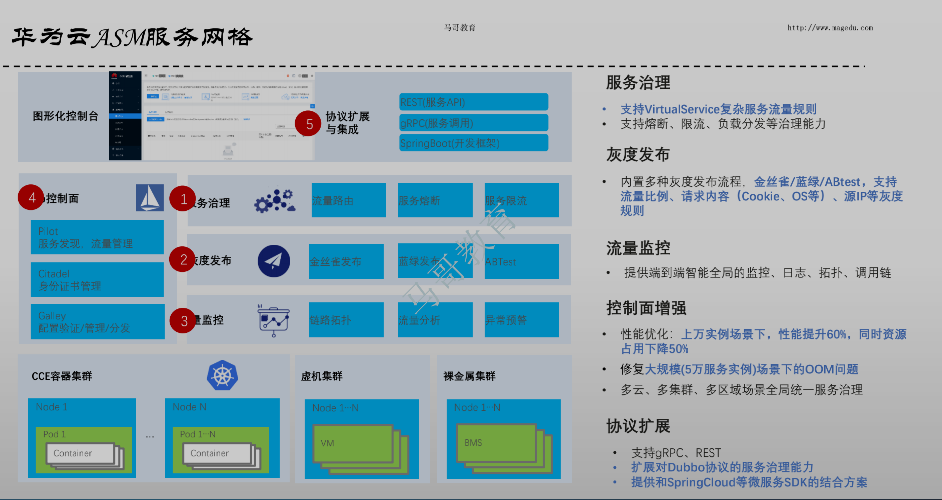 马哥教育
http://www.magedu.com
华为云ASM服务网格
图形化控制台
5
协议扩展
与集成
REST(服务API)
gRPC(服务调用)
SpringBoot(开发框架)
4
控制面
Pilot
服务发现、流量管理
Citadel
身份证书管理
Galley
配置验证/管理/分发
1
务治理
流量路由
服务熔断
服务限流
2
灰度发布
金丝雀发布
蓝绿发布
ABTest
3
量监控
链路拓扑
流量分析
异常预警
马哥教育
CCE容器集群
Node 1
Pod 1
Container
...
Node N
Pod 1--N
Container
虚机集群
Node 1--N
VM
裸金属集群
Node 1--N
BMS
服务治理
• 支持VirtualService复杂服务流量规则
• 支持熔断、限流、负载分发等治理能力
灰度发布
• 内置多种灰度发布流程，金丝雀/蓝绿/ABtest，支持
流量比例、请求内容（Cookie、OS等）、源IP等灰度
规则
流量监控
• 提供端到端智能全局的监控、日志、拓扑、调用链
控制面增强
• 性能优化：上万实例场景下，性能提升60%，同时资源
占用下降50%
• 修复大规模(5万服务实例)场景下的OOM问题
• 多云、多集群、多区域场景全局统一服务治理
协议扩展
• 支持gRPC、REST
• 扩展对Dubbo协议的服务治理能力
• 提供和SpringCloud等微服务SDK的结合方案